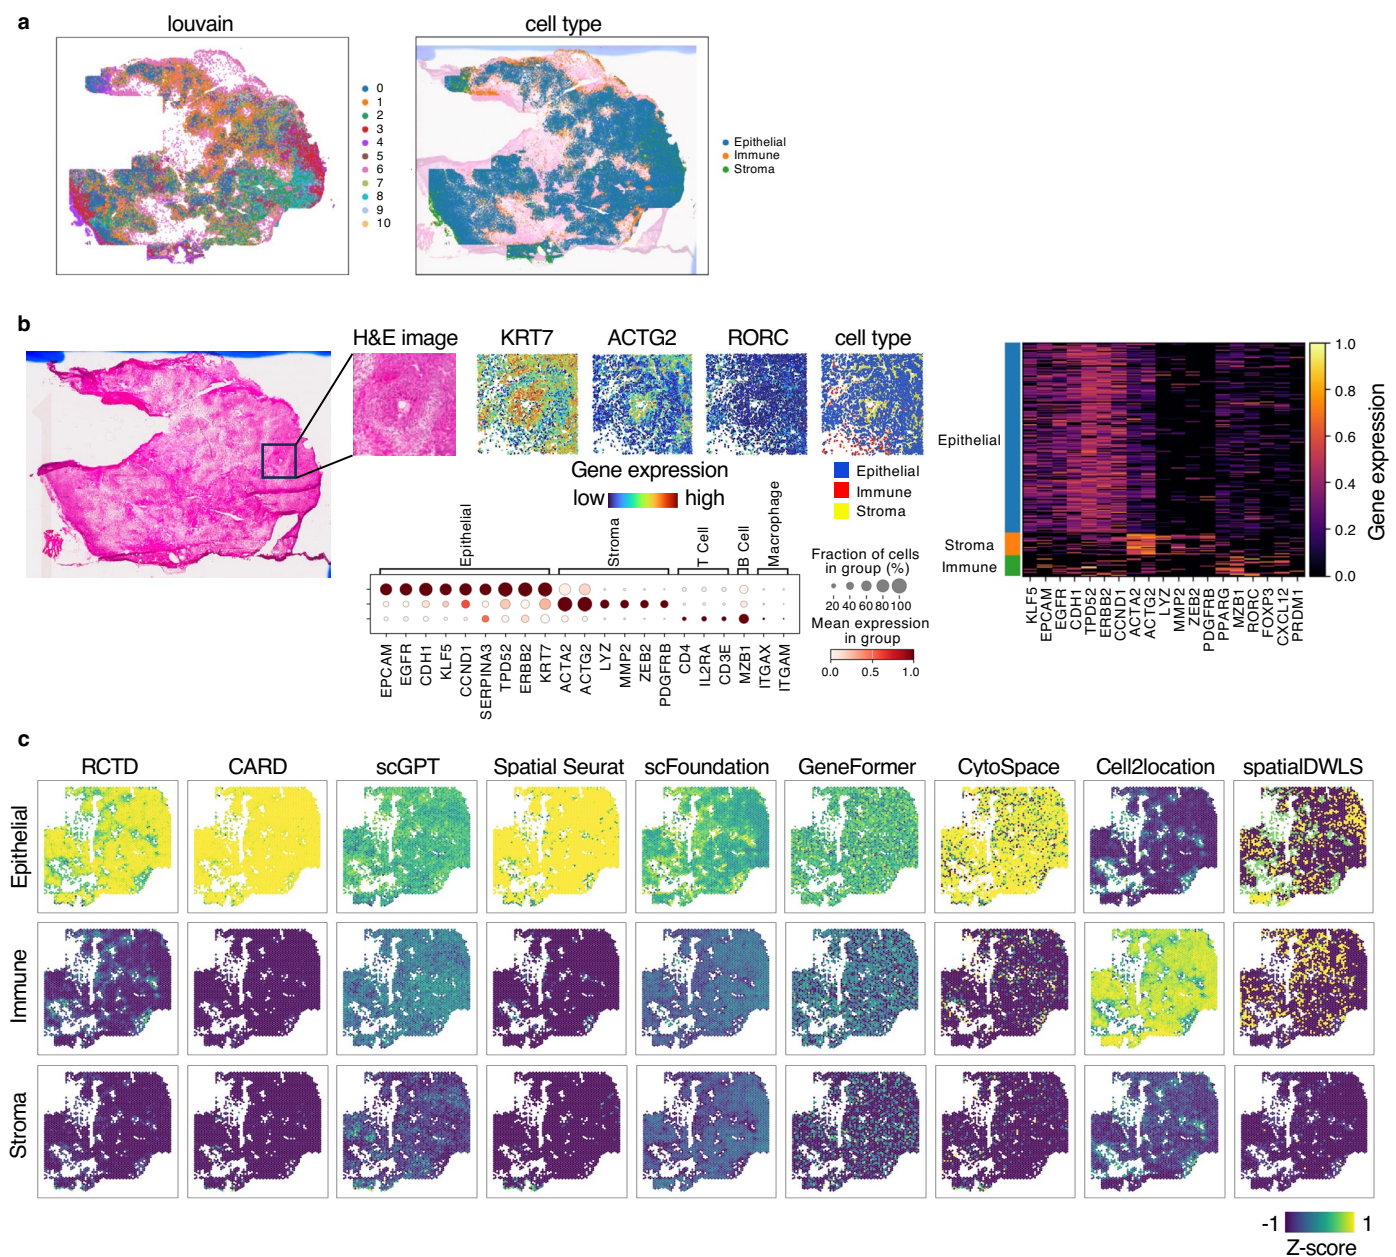 a
louvain
cell type
0
1
2
3
4
5
6
7
8
9
10
Epithelial
Immune
Stroma
b
H&E image
KRT7
ACTG2
RORC
cell type
Gene expression
low
high
Epithelial
Immune
Stroma
Epithelial
Stroma
T Cell
B Cell
Macrophage
Fraction of cells
in group (%)
20 40 60 80 100
Mean expression
in group
0.0 0.5 1.0
EPCAM
EGFR
CDH1
KLF5
CCND1
SERPINA3
TPD52
ERBB2
KRT7
ACTA2
ACTG2
LYZ
MMP2
ZEB2
PDGFRB
CD4
IL2RA
CD3E
MZB1
ITGAX
ITGAM
Epithelial
Stroma
Immune
1.0
0.8
0.6
0.4
0.2
0.0
Gene expression
KLF5
EPCAM
EGFR
CDH1
TPD52
ERBB2
CCND1
ACTA2
ACTG2
LYZ
MMP2
ZEB2
PDGFRB
PPARG
MZB1
RORC
FOXP3
CXCL12
PRDM1
c
RCTD
CARD
scGPT
Spatial Seurat
scFoundation
GeneFormer
CytoSpace
Cell2location
spatialDWLS
Epithelial
Immune
Stroma
-1 1
Z-score